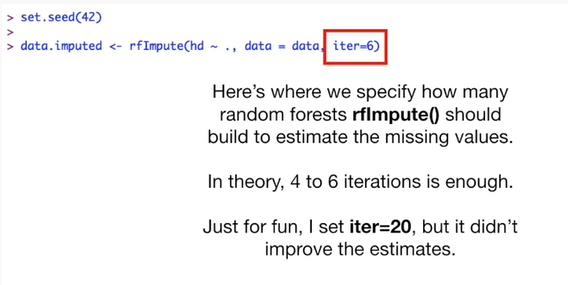 > set.seed(42)
>
> data.imputed <- rfImpute(hd ~ ., data = data, iter=6)
Here's where we specify how many
random forests rfImpute() should
build to estimate the missing values.
In theory, 4 to 6 iterations is enough.
Just for fun, I set iter=20, but it didn't
improve the estimates.